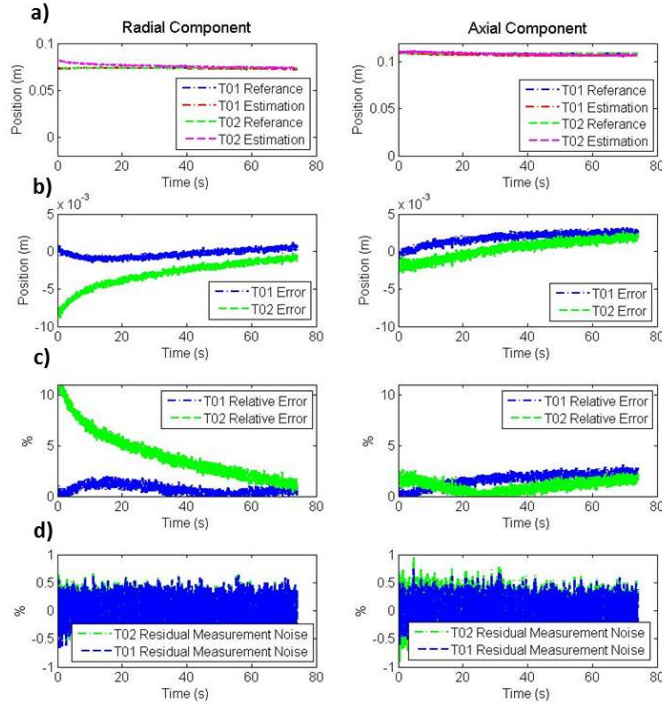 a)
Radial Component
Axial Component
0.1
0.05
0
Position (m)
T01 Referance
T01 Estimation
T02 Referance
T02 Estimation
0 20 40 60 80
Time (s)
0.1
0.05
0
Position (m)
T01 Referance
T01 Estimation
T02 Referance
T02 Estimation
0 20 40 60 80
Time (s)
b)
x 10^-3
5
0
-5
-10
Position (m)
T01 Error
T02 Error
0 20 40 60 80
Time (s)
x 10^-3
5
0
-5
-10
Position (m)
T01 Error
T02 Error
0 20 40 60 80
Time (s)
c)
10
5
0
%
T01 Relative Error
T02 Relative Error
0 20 40 60 80
Time (s)
10
5
0
%
T01 Relative Error
T02 Relative Error
0 20 40 60 80
Time (s)
d)
1
0.5
0
-0.5
-1
%
T02 Residual Measurement Noise
T01 Residual Measurement Noise
0 20 40 60 80
Time (s)
1
0.5
0
-0.5
-1
%
T02 Residual Measurement Noise
T01 Residual Measurement Noise
0 20 40 60 80
Time (s)